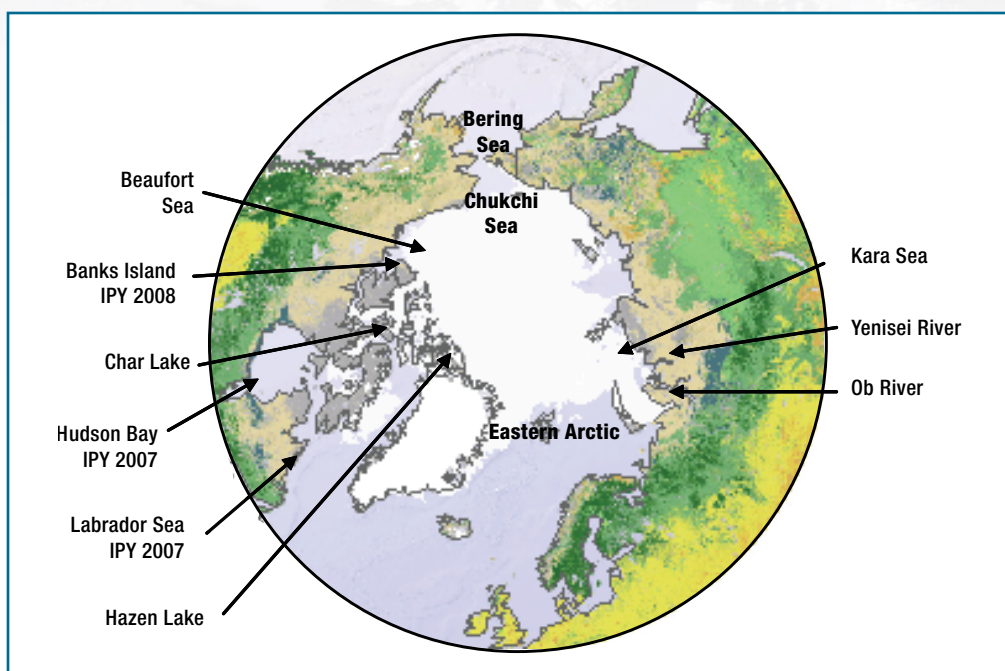 Bering
Sea
Beaufort
Sea
Chukchi
Sea
Kara Sea
Banks Island
IPY 2008
Yenisei River
Char Lake
Ob River
Hudson Bay
IPY 2007
Eastern Arctic
Labrador Sea
IPY 2007
Hazen Lake